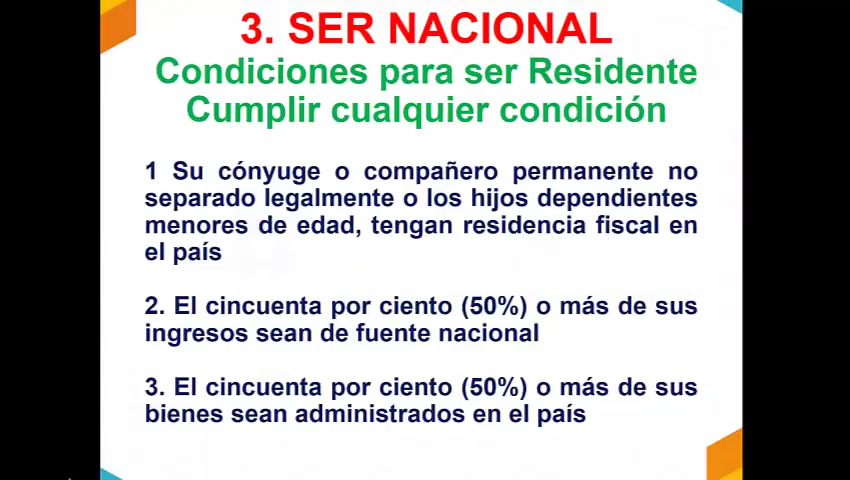 3. SER NACIONAL
Condiciones para ser Residente
Cumplir cualquier condición
1 Su cónyuge o compañero permanente no
separado legalmente o los hijos dependientes
menores de edad, tengan residencia fiscal en
el país
2. El cincuenta por ciento (50%) o más de sus
ingresos sean de fuente nacional
3. El cincuenta por ciento (50%) o más de sus
bienes sean administrados en el país